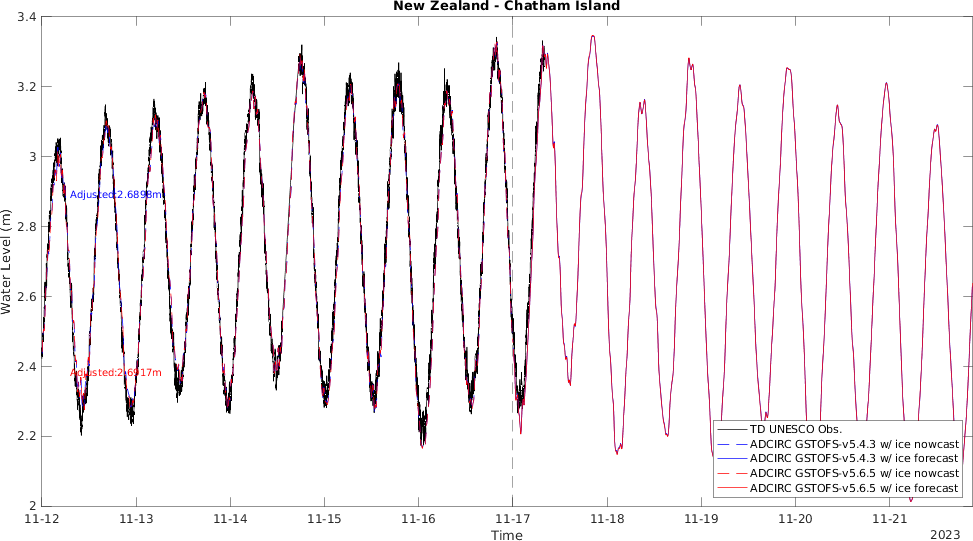 New Zealand - Chatham Island
3.4
3.2
3
2.8
2.6
2.4
2.2
2
Water Level (m)
Adjusted:2.6898m
Adjusted:2.6917m
TD UNESCO Obs.
ADCIRC GSTOFS-v5.4.3 w/ ice nowcast
ADCIRC GSTOFS-v5.4.3 w/ ice forecast
ADCIRC GSTOFS-v5.6.5 w/ ice nowcast
ADCIRC GSTOFS-v5.6.5 w/ ice forecast
11-12 11-13 11-14 11-15 11-16 11-17 11-18 11-19 11-20 11-21
Time
2023